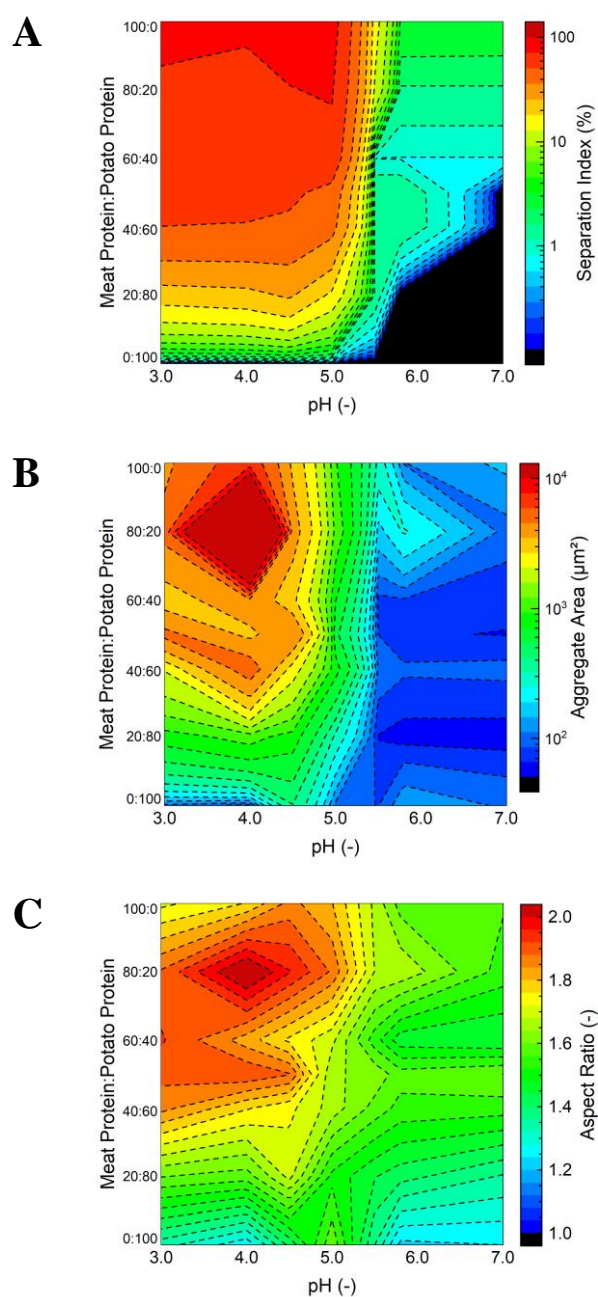 A
Meat Protein:Potato Protein
100:0
80:20
60:40
40:60
20:80
0:100
3.0 4.0 5.0 6.0 7.0
pH (-)
100
10
1
Separation Index (%)
B
Meat Protein:Potato Protein
100:0
80:20
60:40
40:60
20:80
0:100
3.0 4.0 5.0 6.0 7.0
pH (-)
10⁴
10³
10²
Aggregate Area (µm²)
C
Meat Protein:Potato Protein
100:0
80:20
60:40
40:60
20:80
0:100
3.0 4.0 5.0 6.0 7.0
pH (-)
2.0
1.8
1.6
1.4
1.2
1.0
Aspect Ratio (-)